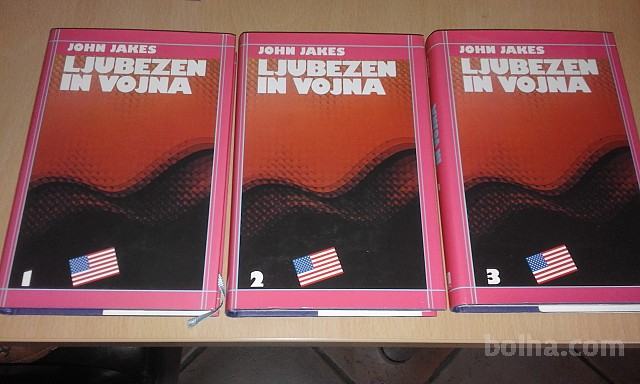 JOHN JAKES
LJUBEZEN
IN VOJNA
1
JOHN JAKES
LJUBEZEN
IN VOJNA
2
JOHN JAKES
LJUBEZEN
IN VOJNA
3
bolha.com